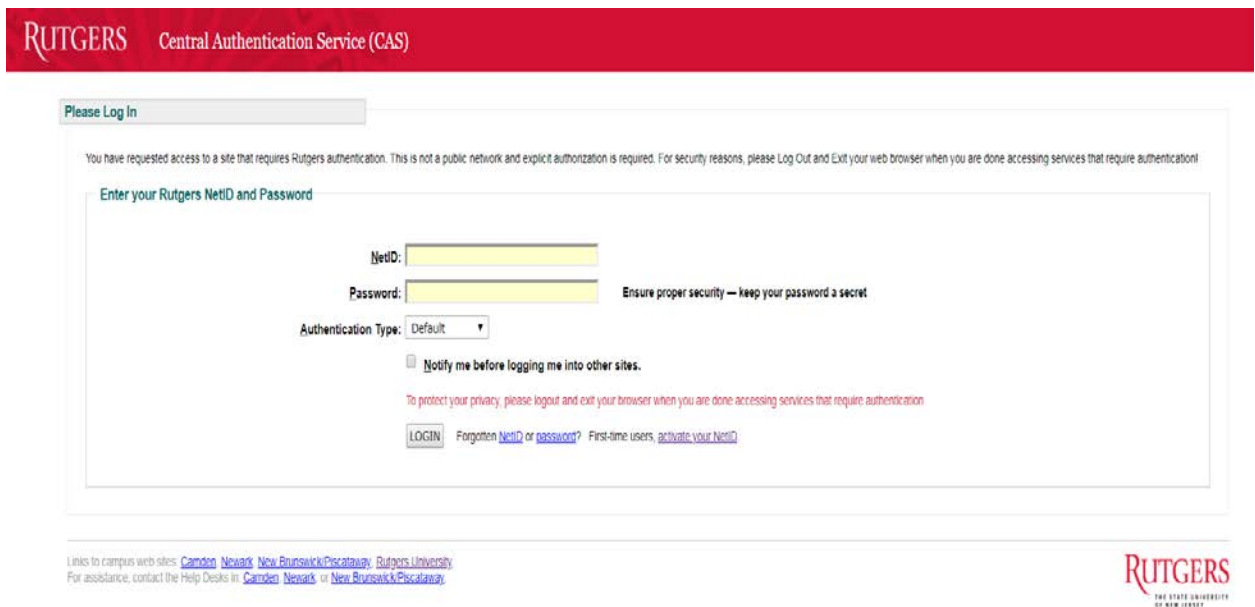 RUTGERS Central Authentication Service (CAS)
Please Log In
You have requested access to a site that requires Rutgers authentication. This is not a public network and explicit authorization is required. For security reasons, please Log Out and Exit your web browser when you are done accessing services that require authentication!
Enter your Rutgers NetID and Password
NetID:
Password: Ensure proper security — keep your password a secret
Authentication Type: Default
Notify me before logging me into other sites.
To protect your privacy, please logout and exit your browser when you are done accessing services that require authentication
LOGIN Forgotten NetID or password? First-time users, activate your NetID.
Links to campus web sites: Camden, Newark, New Brunswick/Piscataway, Rutgers University.
For assistance, contact the Help Desks in: Camden, Newark, or New Brunswick/Piscataway.
RUTGERS
THE STATE UNIVERSITY
OF NEW JERSEY